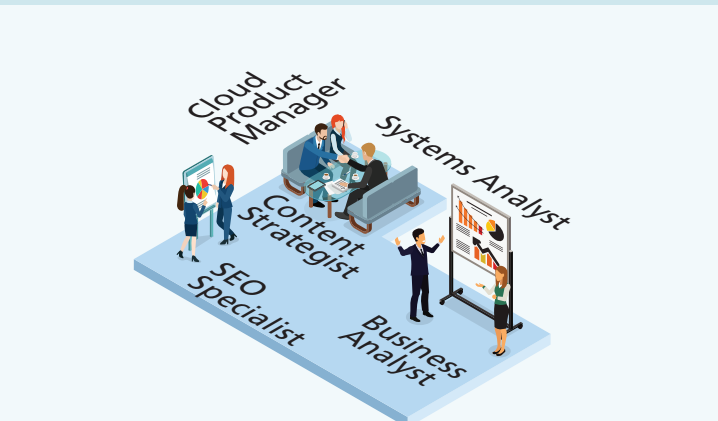 Cloud
Product
Manager
Systems Analyst
Content
Strategist
SEO
Specialist
Business
Analyst